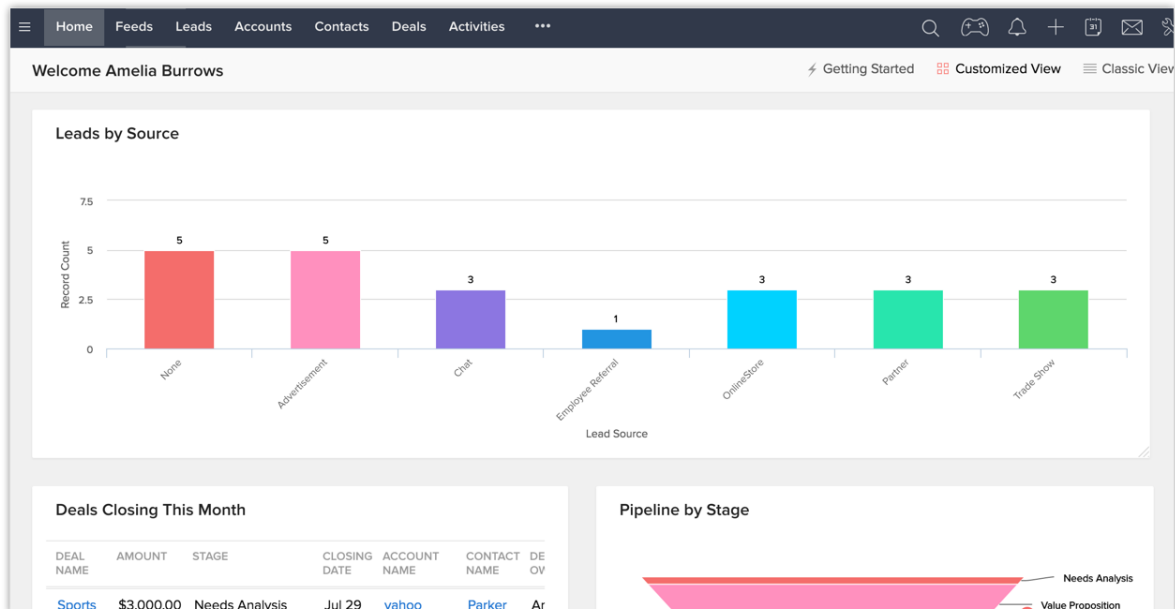 Home Feeds Leads Accounts Contacts Deals Activities •••
31
Welcome Amelia Burrows
Getting Started Customized View Classic View
Leads by Source
7.5
5
2.5
0
Record Count
5 5 3 1 3 3 3
None Advertisement Chat Employee Referral OnlineStore Partner Trade Show
Lead Source
Deals Closing This Month
DEAL NAME AMOUNT STAGE CLOSING DATE ACCOUNT NAME CONTACT NAME DE OW
Sports $3,000.00 Needs Analysis Jul 29 yahoo Parker
Pipeline by Stage
Needs Analysis
Value Proposition